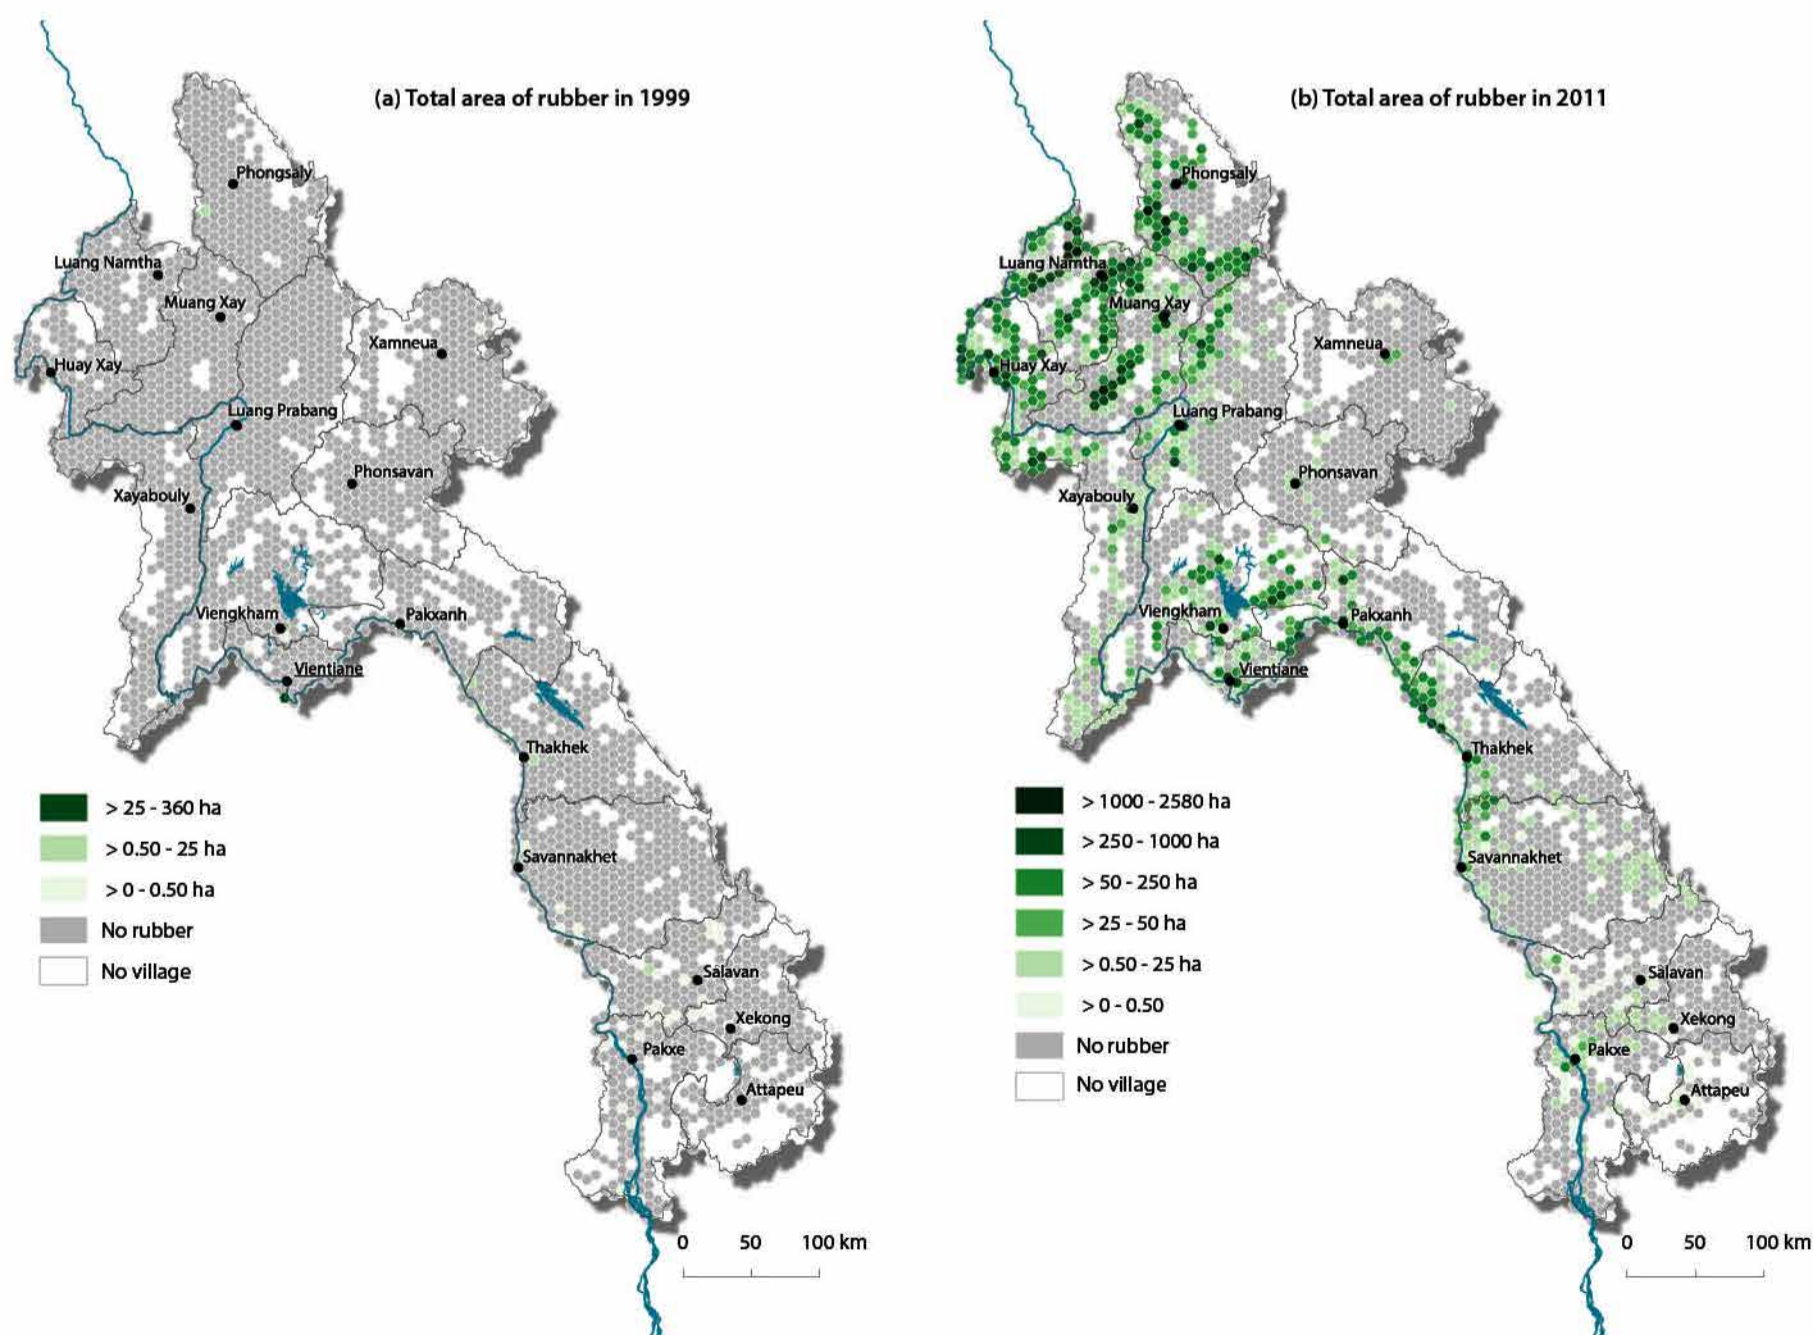 (a) Total area of rubber in 1999
Phongsaly
Luang Namtha
Muang Xay
Xamneua
Huay Xay
Luang Prabang
Phonsavan
Xayabouly
Viengkham
Pakxanh
Vientiane
Thakhek
Savannakhet
Salavan
Xekong
Pakxe
Attapeu
> 25 - 360 ha
> 0.50 - 25 ha
> 0 - 0.50 ha
No rubber
No village
0 50 100 km
(b) Total area of rubber in 2011
Phongsaly
Luang Namtha
Muang Xay
Xamneua
Huay Xay
Luang Prabang
Phonsavan
Xayabouly
Viengkham
Pakxanh
Vientiane
Thakhek
Savannakhet
Salavan
Xekong
Pakxe
Attapeu
> 1000 - 2580 ha
> 250 - 1000 ha
> 50 - 250 ha
> 25 - 50 ha
> 0.50 - 25 ha
> 0 - 0.50
No rubber
No village
0 50 100 km